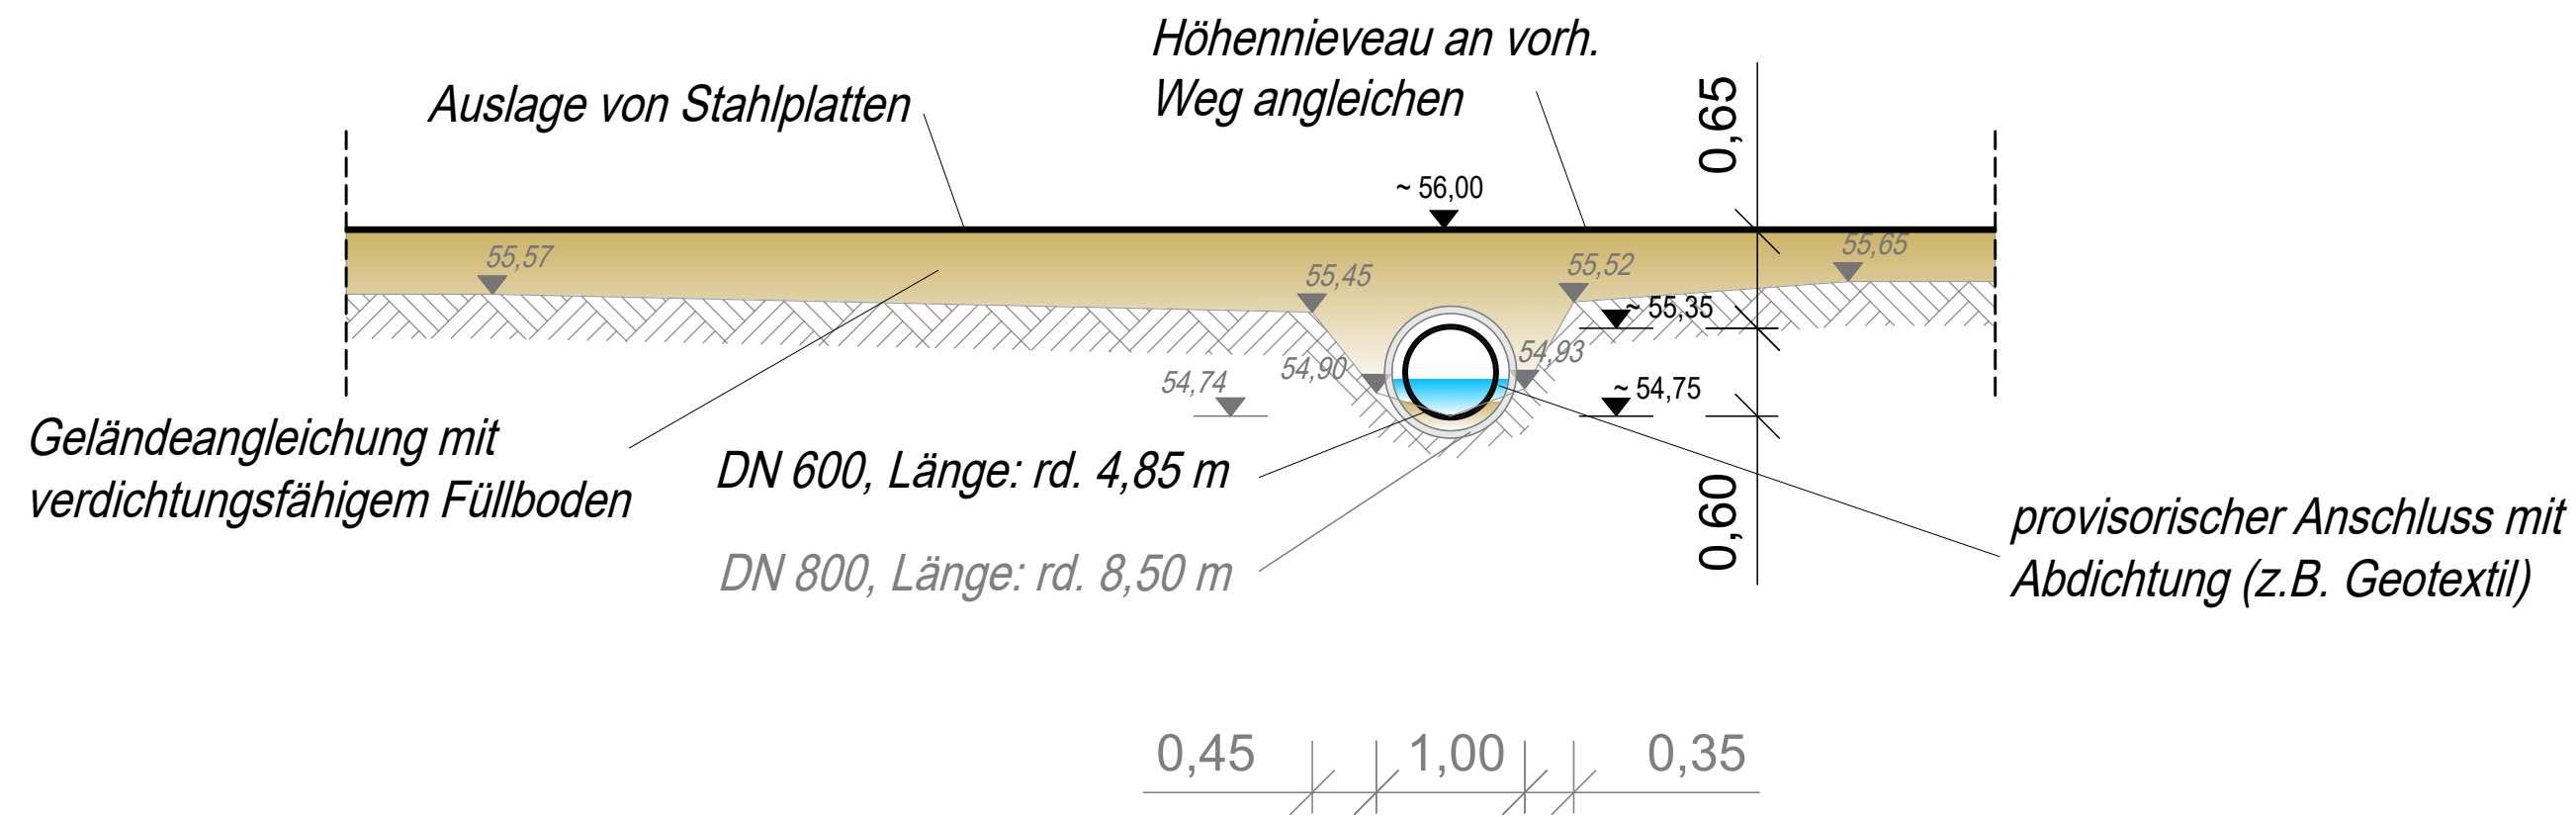 Höhennieveau an vorh.
Weg angleichen
Auslage von Stahlplatten
0,65
~ 56,00
55,57
55,45
55,52
55,65
~ 55,35
54,90
54,93
54,74
~ 54,75
Geländeangleichung mit
verdichtungsfähigem Füllboden
DN 600, Länge: rd. 4,85 m
DN 800, Länge: rd. 8,50 m
0,60
provisorischer Anschluss mit
Abdichtung (z.B. Geotextil)
0,45
1,00
0,35